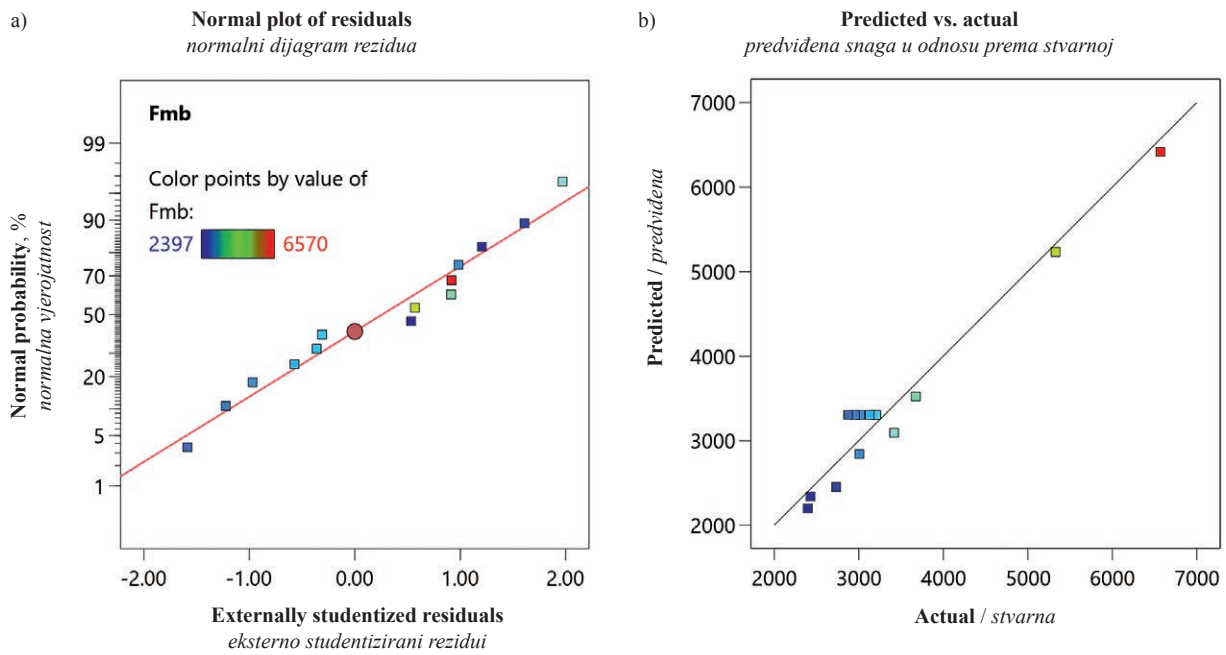 a)
Normal plot of residuals
normalni dijagram rezidua
Fmb
Color points by value of
Fmb:
2397 6570
99
90
70
50
20
5
1
Normal probability, %
normalna vjerojatnost
-2.00 -1.00 0.00 1.00 2.00
Externally studentized residuals
eksterno studentizirani rezidui
b)
Predicted vs. actual
predviđena snaga u odnosu prema stvarnoj
7000
6000
5000
4000
3000
2000
Predicted / predviđena
2000 3000 4000 5000 6000 7000
Actual / stvarna